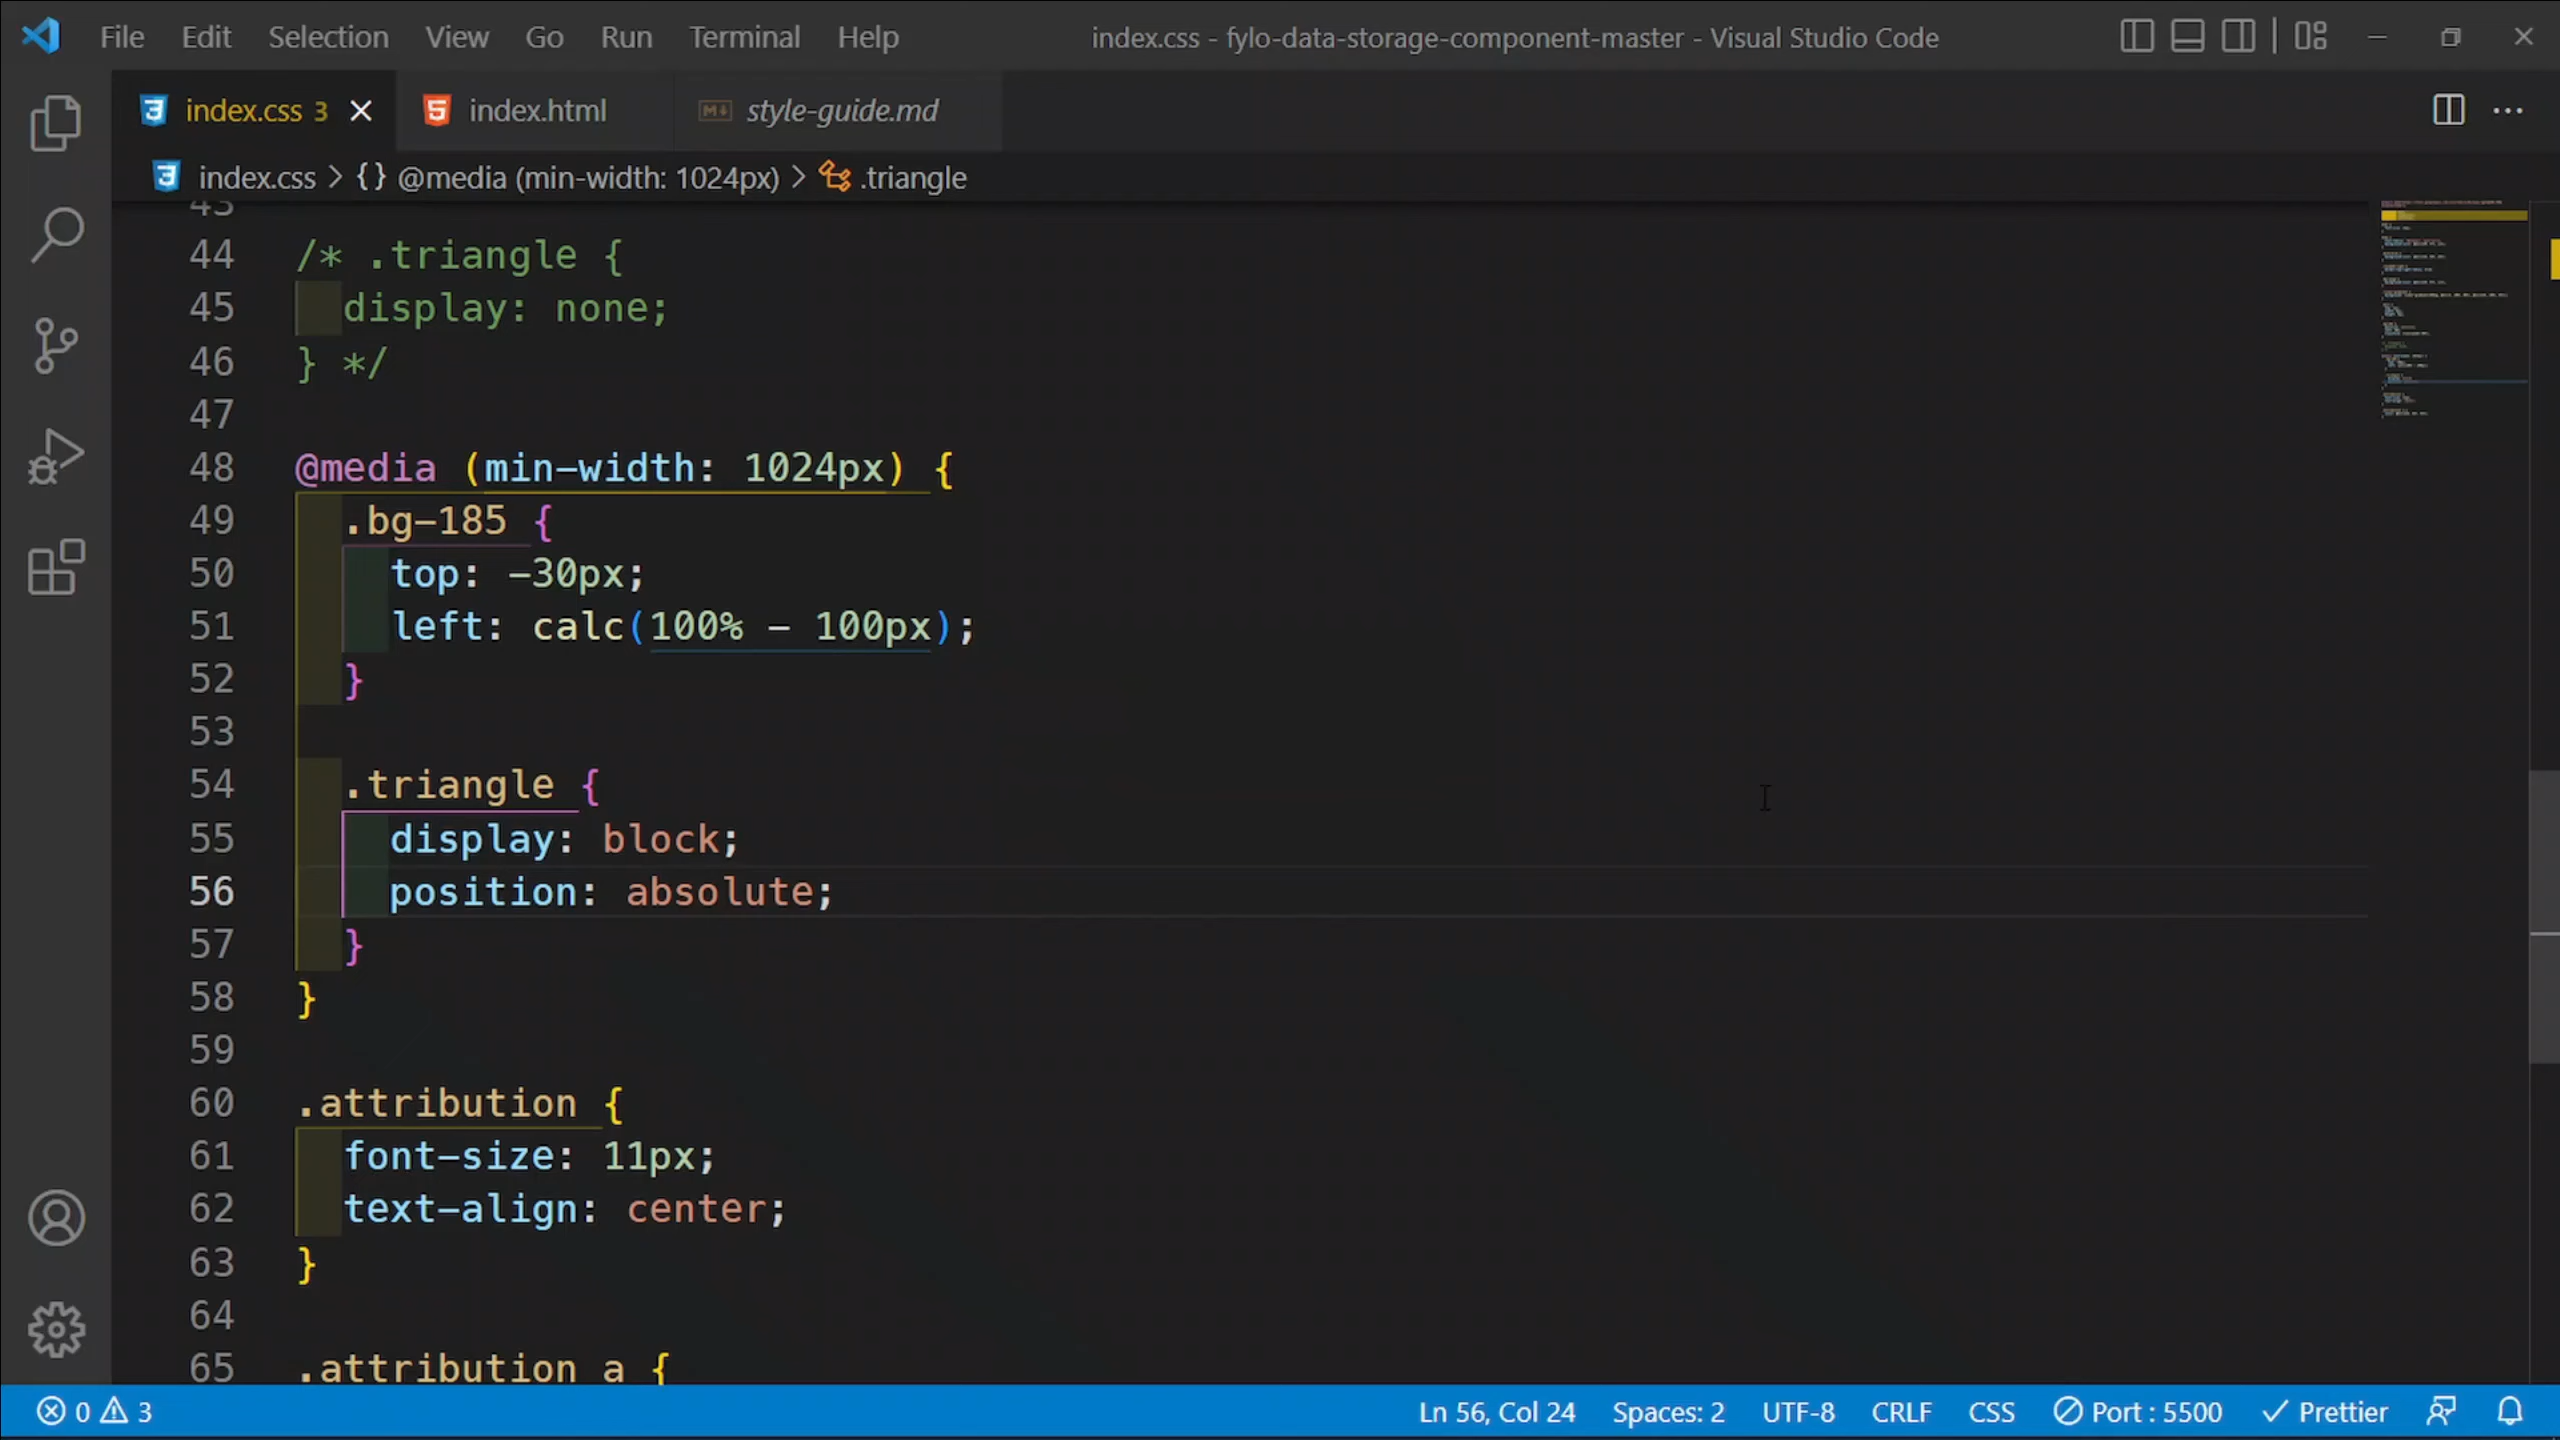 File Edit Selection View Go Run Terminal Help index.css - fylo-data-storage-component-master - Visual Studio Code
index.css 3 index.html style-guide.md
index.css > {} @media (min-width: 1024px) > .triangle
43
44 /* .triangle {
45 display: none;
46 } */
47
48 @media (min-width: 1024px) {
49 .bg-185 {
50 top: -30px;
51 left: calc(100% - 100px);
52 }
53
54 .triangle {
55 display: block;
56 position: absolute;
57 }
58 }
59
60 .attribution {
61 font-size: 11px;
62 text-align: center;
63 }
64
65 .attribution a {
0 3 Ln 56, Col 24 Spaces: 2 UTF-8 CRLF CSS Port : 5500 Prettier